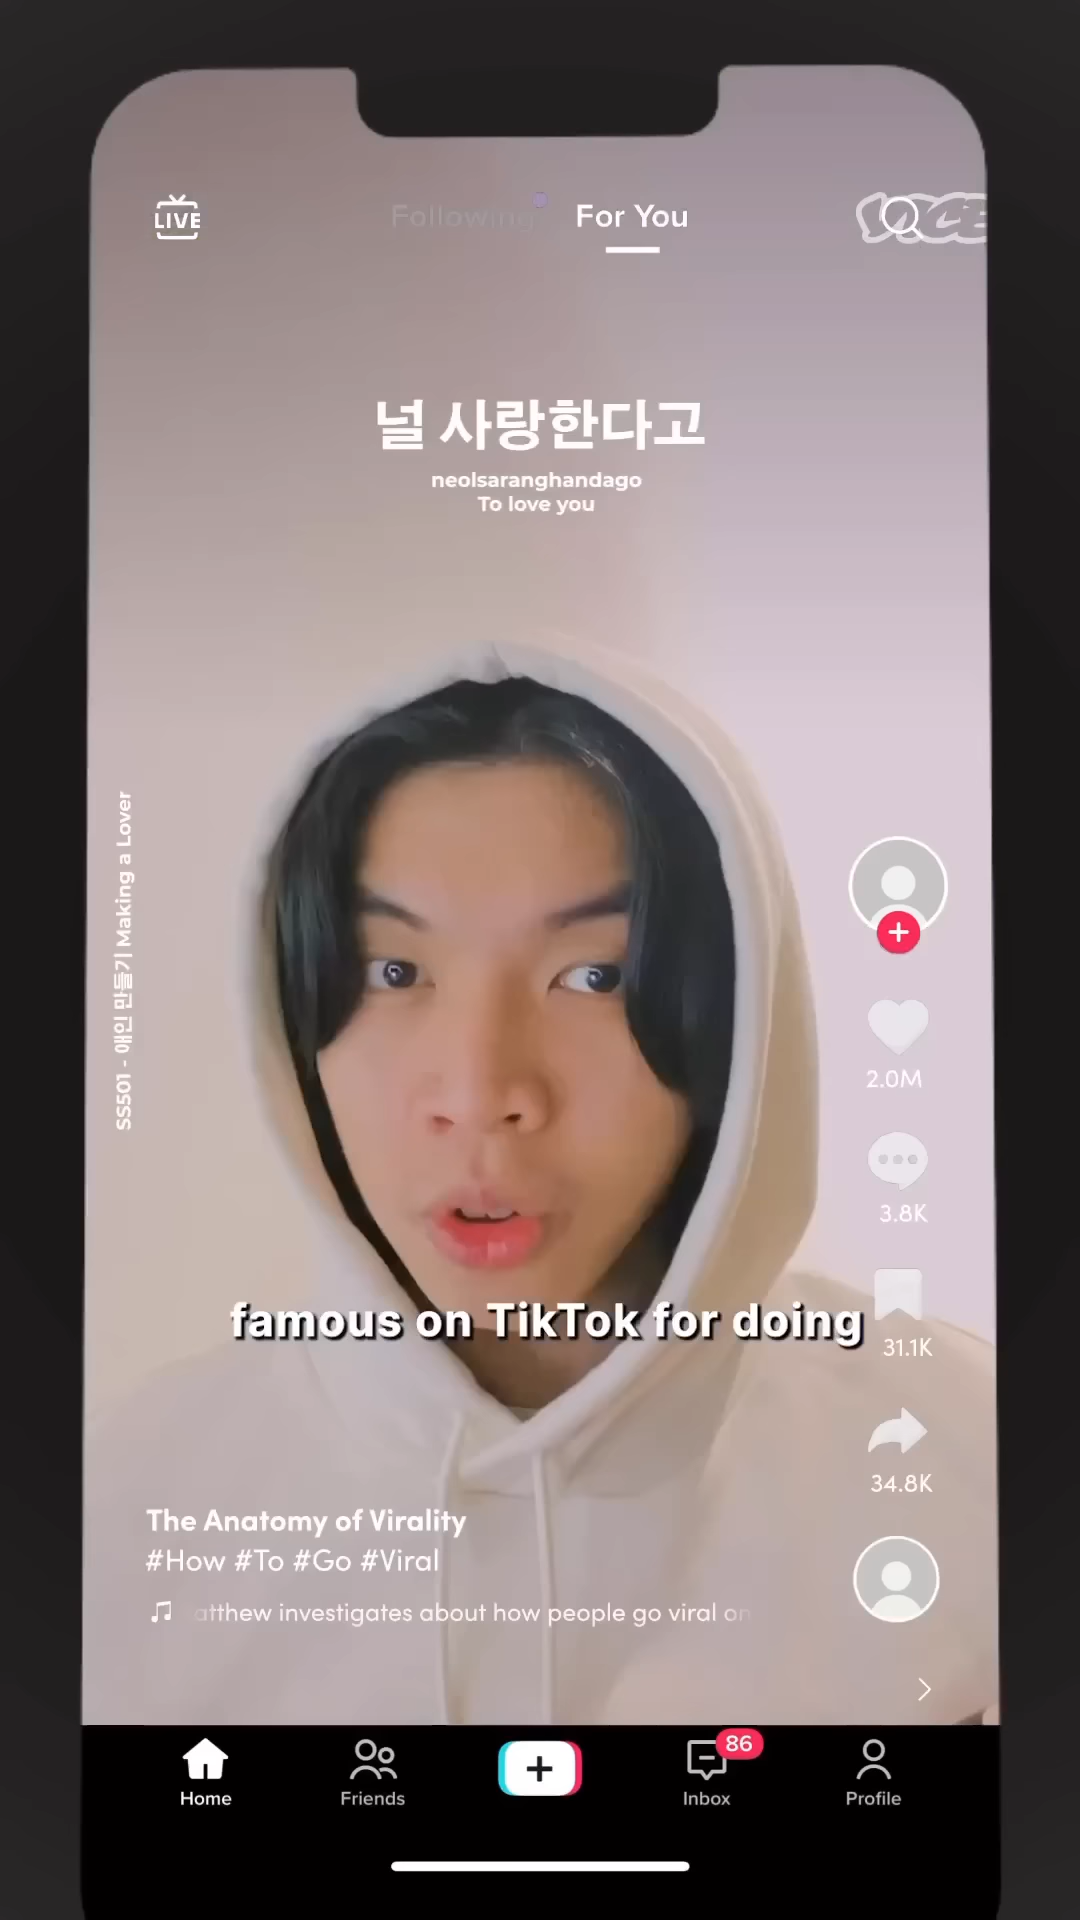 LIVE
Following
For You
VICE
널 사랑한다고
neolsaranghandago
To love you
SS501 - 애인 만들기 Making a Lover
2.0M
3.8K
famous on TikTok for doing
31.1K
34.8K
The Anatomy of Virality
#How #To #Go #Viral
atthew investigates about how people go viral on
86
Home
Friends
Inbox
Profile